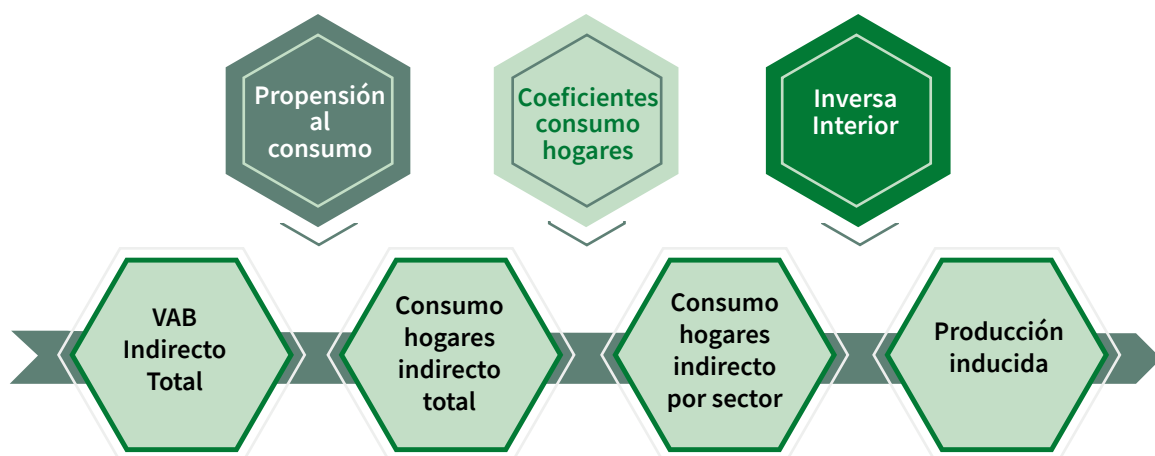 Propensión
al
consumo
Coeficientes
consumo
hogares
Inversa
Interior
VAB
Indirecto
Total
Consumo
hogares
indirecto
total
Consumo
hogares
indirecto
por sector
Producción
inducida